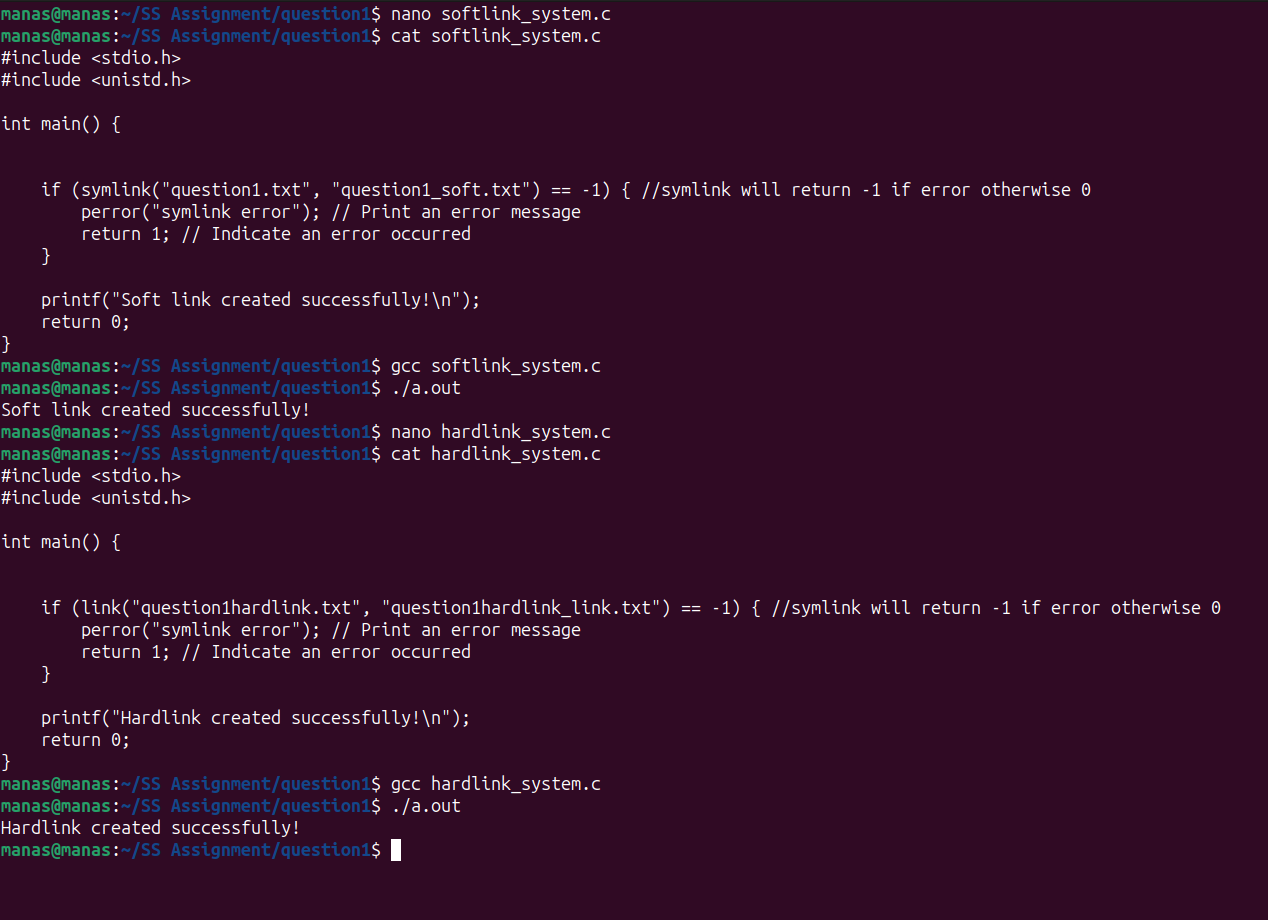 manas@manas:~/SS Assignment/question1$ nano softlink_system.c
manas@manas:~/SS Assignment/question1$ cat softlink_system.c
#include <stdio.h>
#include <unistd.h>
int main() {
    if (symlink("question1.txt", "question1_soft.txt") == -1) { //symlink will return -1 if error otherwise 0
        perror("symlink error"); // Print an error message
        return 1; // Indicate an error occurred
    }
    printf("Soft link created successfully!\n");
    return 0;
}
manas@manas:~/SS Assignment/question1$ gcc softlink_system.c
manas@manas:~/SS Assignment/question1$ ./a.out
Soft link created successfully!
manas@manas:~/SS Assignment/question1$ nano hardlink_system.c
manas@manas:~/SS Assignment/question1$ cat hardlink_system.c
#include <stdio.h>
#include <unistd.h>
int main() {
    if (link("question1hardlink.txt", "question1hardlink_link.txt") == -1) { //symlink will return -1 if error otherwise 0
        perror("symlink error"); // Print an error message
        return 1; // Indicate an error occurred
    }
    printf("Hardlink created successfully!\n");
    return 0;
}
manas@manas:~/SS Assignment/question1$ gcc hardlink_system.c
manas@manas:~/SS Assignment/question1$ ./a.out
Hardlink created successfully!
manas@manas:~/SS Assignment/question1$